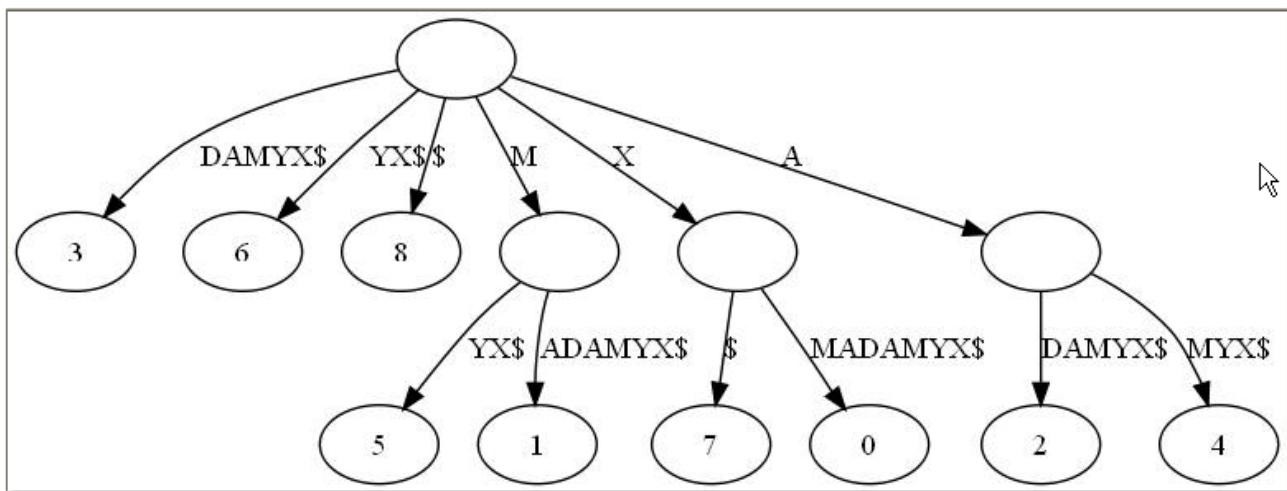 DAMYX$ YX$ $ M X A
3 6 8
YX$ ADAMYX$ $ MADAMYX$ DAMYX$ MYX$
5 1 7 0 2 4